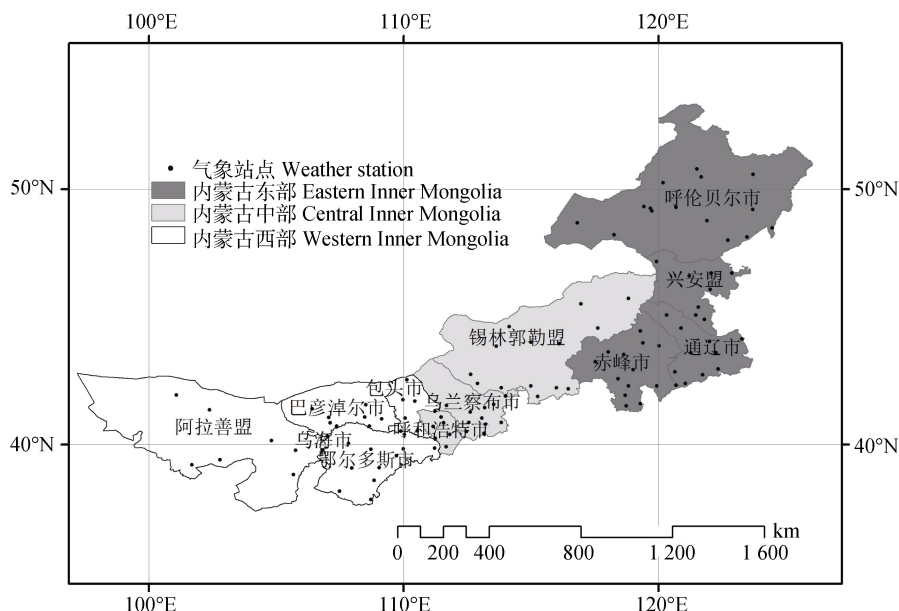 100°E 110°E 120°E
气象站点 Weather station
50°N 内蒙古东部 Eastern Inner Mongolia 50°N
内蒙古中部 Central Inner Mongolia
内蒙古西部 Western Inner Mongolia
呼伦贝尔市
兴安盟
锡林郭勒盟
通辽市
赤峰市
包头市
乌兰察布市
巴彦淖尔市
阿拉善盟
呼和浩特市
乌海市
40°N 40°N
鄂尔多斯市
km
0 200 400 800 1 200 1 600
100°E 110°E 120°E